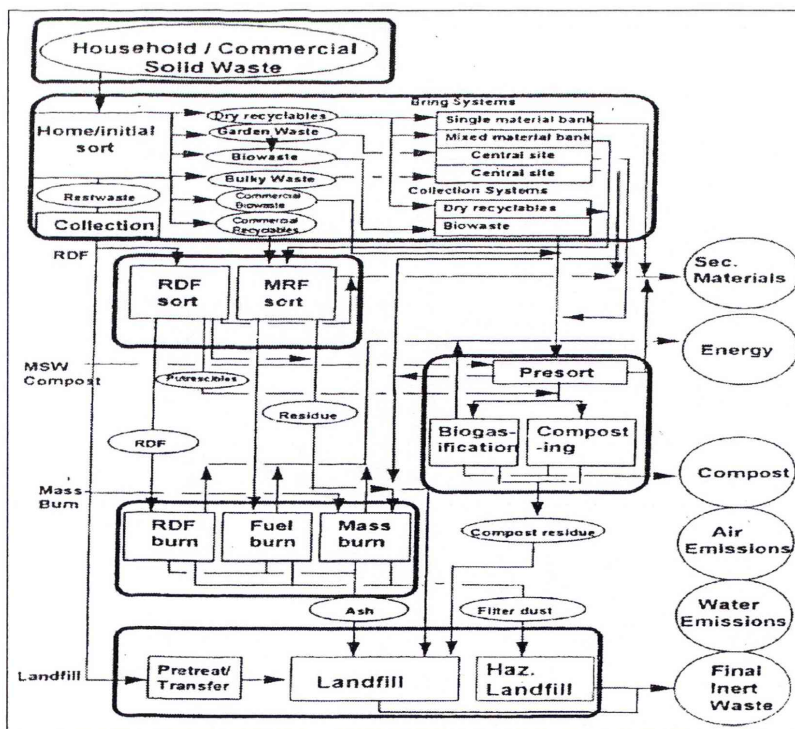 Household / Commercial
Solid Waste
Home/initial
sort
Restwaste
Collection
Dry recyclables
Garden Waste
Biowaste
Bulky Waste
Commercial
Biowaste
Commercial
Recyclables
Bring Systems
Single material bank
Mixed material bank
Central site
Central site
Collection Systems
Dry recyclables
Biowaste
RDF
RDF
sort
MRF
sort
Sec.
Materials
Energy
MSW
Compost
Putrescibles
Residue
RDF
Presort
Biogas-
ification
Compost
-ing
Compost
Mass
Burn
RDF
burn
Fuel
burn
Mass
burn
Compost residue
Air
Emissions
Ash
Filter dust
Water
Emissions
Landfill
Pretreat/
Transfer
Landfill
Haz.
Landfill
Final
Inert
Waste